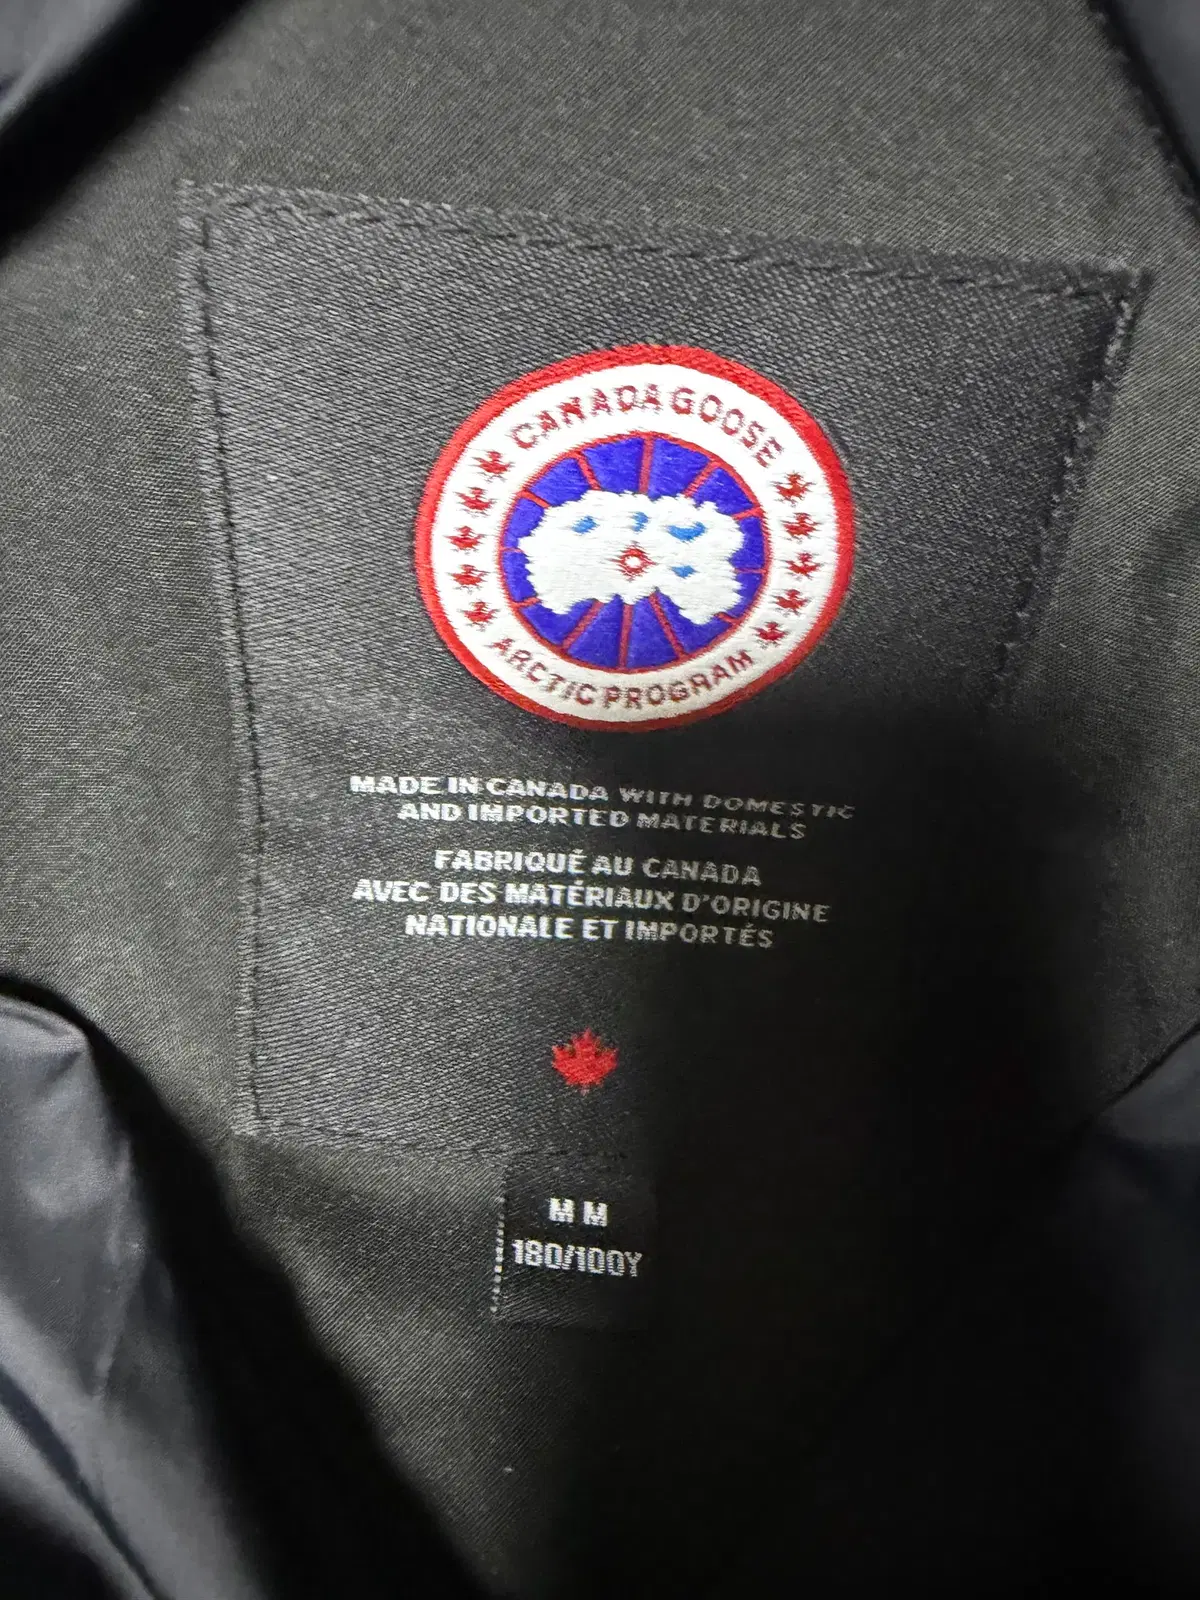 CANADA GOOSE
ARCTIC PROGRAM
MADE IN CANADA WITH DOMESTIC
AND IMPORTED MATERIALS
FABRIQUÉ AU CANADA
AVEC DES MATÉRIAUX D'ORIGINE
NATIONALE ET IMPORTÉS
M M
180/100Y